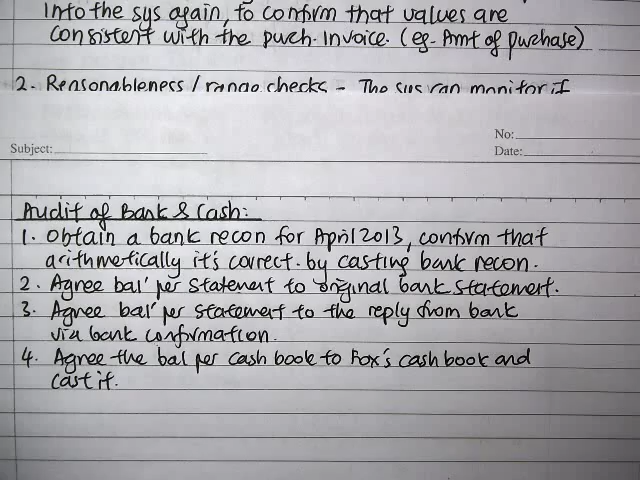 into the sys again, to confirm that values are
consistent with the purch. invoice. (eg- Amt of purchase)
2. Reasonableness / range checks - The sys can monitor if
No:
Subject:
Date:
Audit of Bank & Cash:
1. Obtain a bank recon for April 2013, confirm that
arithmetically it's correct. by casting bank recon.
2. Agree bal' per statement to original bank statement.
3. Agree bal' per statement to the reply from bank
via bank confirmation.
4. Agree the bal per cash book to Fox's cash book and
cast it.